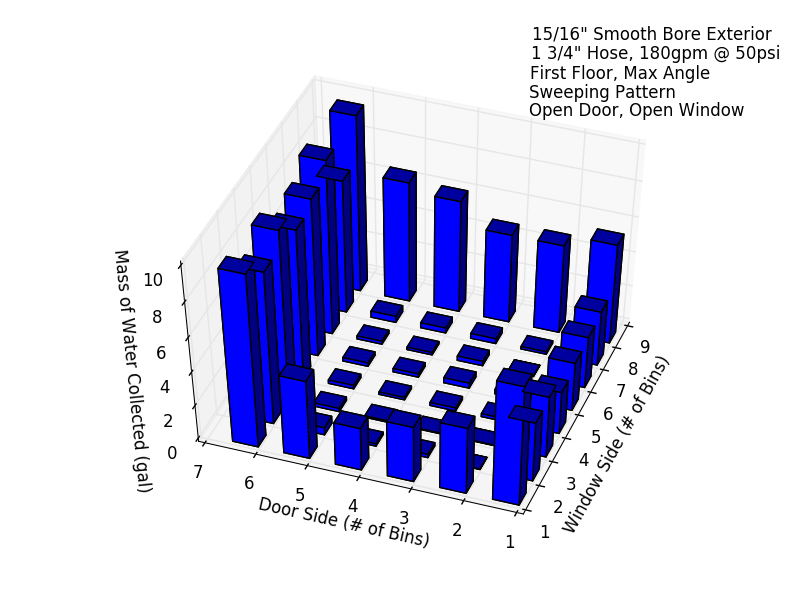 15/16" Smooth Bore Exterior
1 3/4" Hose, 180gpm @ 50psi
First Floor, Max Angle
Sweeping Pattern
Open Door, Open Window
Mass of Water Collected (gal)
10
8
6
4
2
0
7
6
5
4
3
2
1
Door Side (# of Bins)
1
2
3
4
5
6
7
8
9
Window Side (# of Bins)